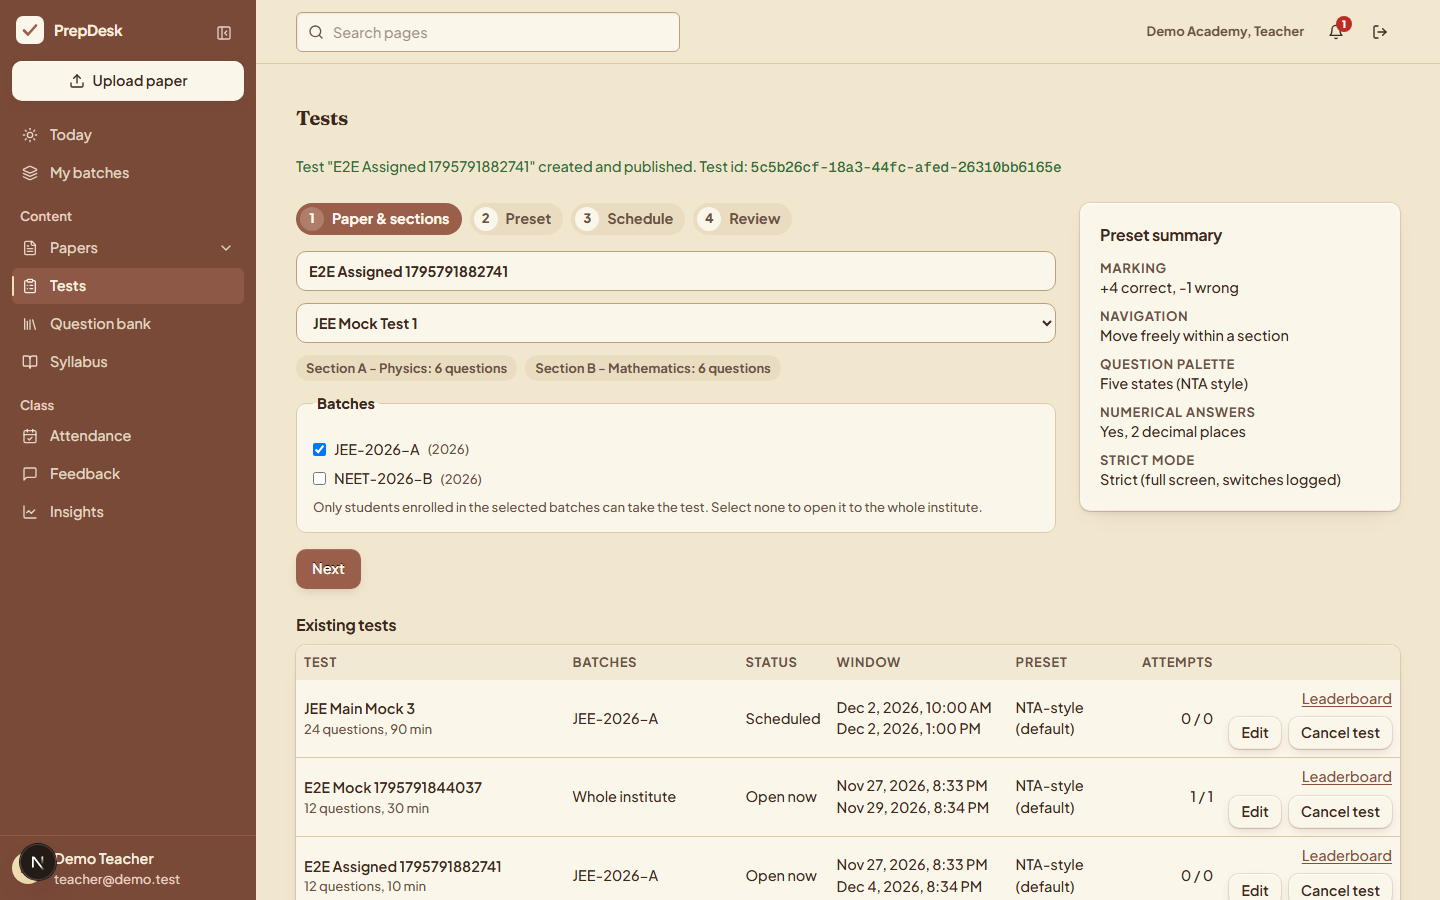 PrepDesk
Upload paper
Today
My batches
Content
Papers
Tests
Question bank
Syllabus
Class
Attendance
Feedback
Insights
N
Demo Teacher
teacher@demo.test
Search pages
Demo Academy, Teacher
1
Tests
Test "E2E Assigned 1795791882741" created and published. Test id: 5c5b26cf-18a3-44fc-afed-26310bb6165e
1 Paper & sections
2 Preset
3 Schedule
4 Review
E2E Assigned 1795791882741
JEE Mock Test 1
Section A - Physics: 6 questions
Section B - Mathematics: 6 questions
Batches
JEE-2026-A (2026)
NEET-2026-B (2026)
Only students enrolled in the selected batches can take the test. Select none to open it to the whole institute.
Next
Preset summary
MARKING
+4 correct, -1 wrong
NAVIGATION
Move freely within a section
QUESTION PALETTE
Five states (NTA style)
NUMERICAL ANSWERS
Yes, 2 decimal places
STRICT MODE
Strict (full screen, switches logged)
Existing tests
TEST BATCHES STATUS WINDOW PRESET ATTEMPTS
JEE Main Mock 3
24 questions, 90 min
JEE-2026-A
Scheduled
Dec 2, 2026, 10:00 AM
Dec 2, 2026, 1:00 PM
NTA-style
(default)
0 / 0
Leaderboard
Edit
Cancel test
E2E Mock 1795791844037
12 questions, 30 min
Whole institute
Open now
Nov 27, 2026, 8:33 PM
Nov 29, 2026, 8:34 PM
NTA-style
(default)
1 / 1
Leaderboard
Edit
Cancel test
E2E Assigned 1795791882741
12 questions, 10 min
JEE-2026-A
Open now
Nov 27, 2026, 8:33 PM
Dec 4, 2026, 8:34 PM
NTA-style
(default)
0 / 0
Leaderboard
Edit
Cancel test